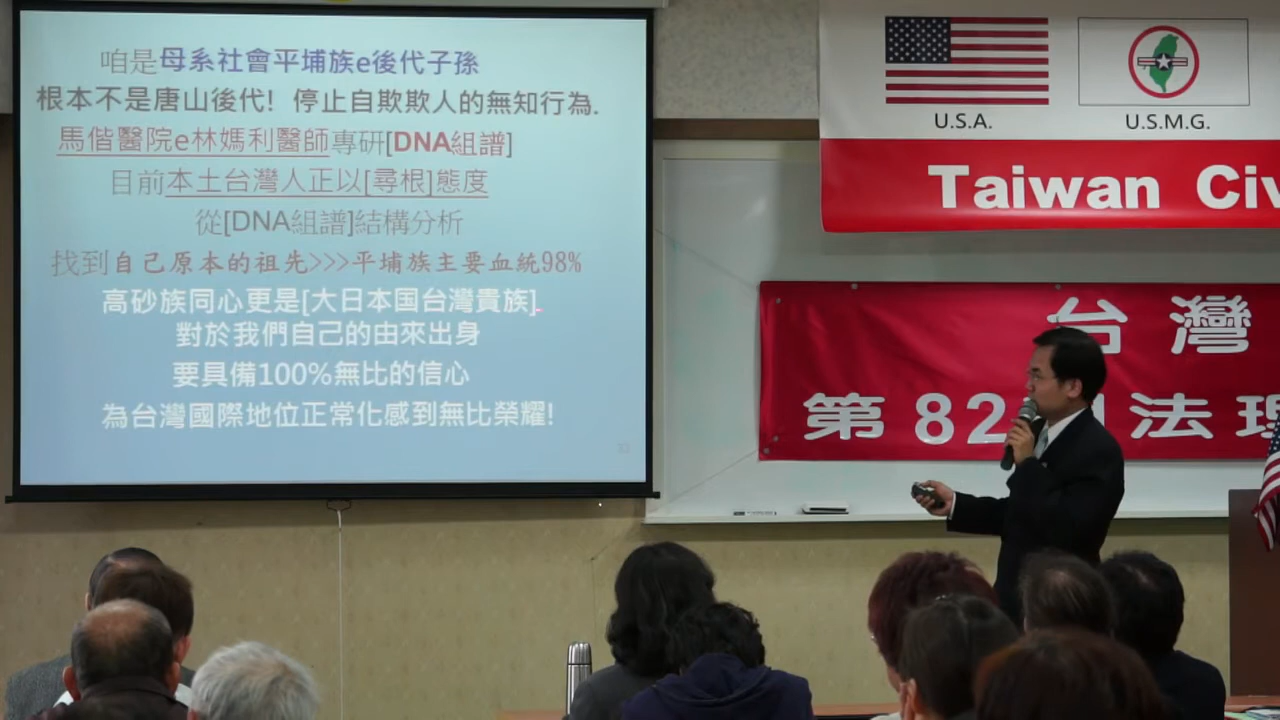 咱是母系社會平埔族e後代子孫
根本不是唐山後代! 停止自欺欺人的無知行為.
馬偕醫院e林媽利醫師專研[DNA組譜]
目前本土台灣人正以[尋根]態度
從[DNA組譜]結構分析
找到自己原本的祖先>>>平埔族主要血統98%
高砂族同心更是[大日本国台灣貴族].
對於我們自己的由來出身
要具備100%無比的信心
為台灣國際地位正常化感到無比榮耀!
U.S.A.
U.S.M.G.
Taiwan Civ
台灣
第82 法理